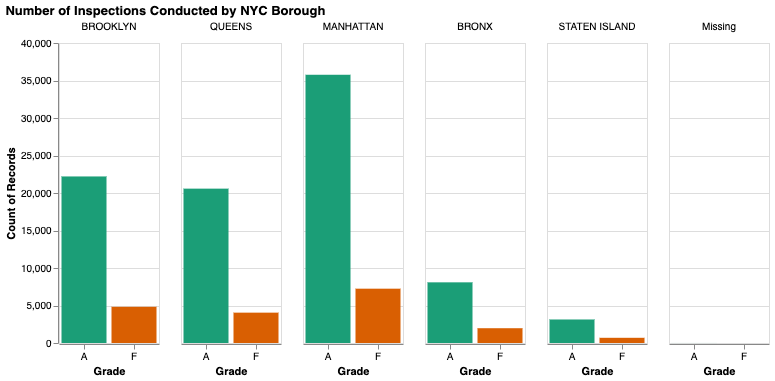 Number of Inspections Conducted by NYC Borough
BROOKLYN QUEENS MANHATTAN BRONX STATEN ISLAND Missing
40,000
35,000
30,000
25,000
20,000
15,000
10,000
5,000
0
Count of Records
A F A F A F A F A F A F
Grade Grade Grade Grade Grade Grade